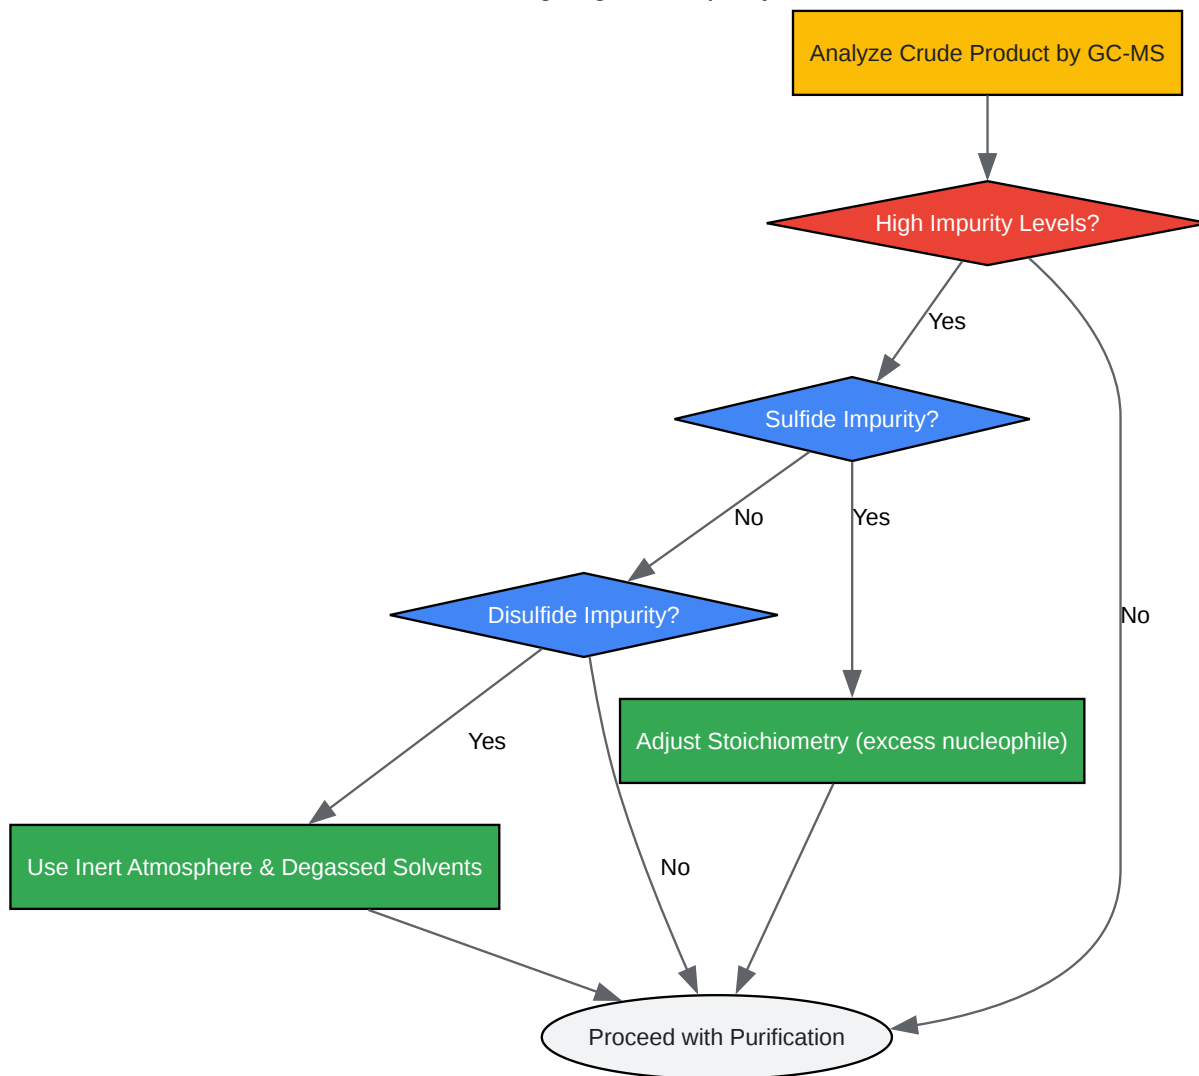 Analyze Crude Product by GC-MS
High Impurity Levels?
Yes
Sulfide Impurity?
No
Yes
Disulfide Impurity?
No
Yes
Adjust Stoichiometry (excess nucleophile)
Use Inert Atmosphere & Degassed Solvents
No
Proceed with Purification